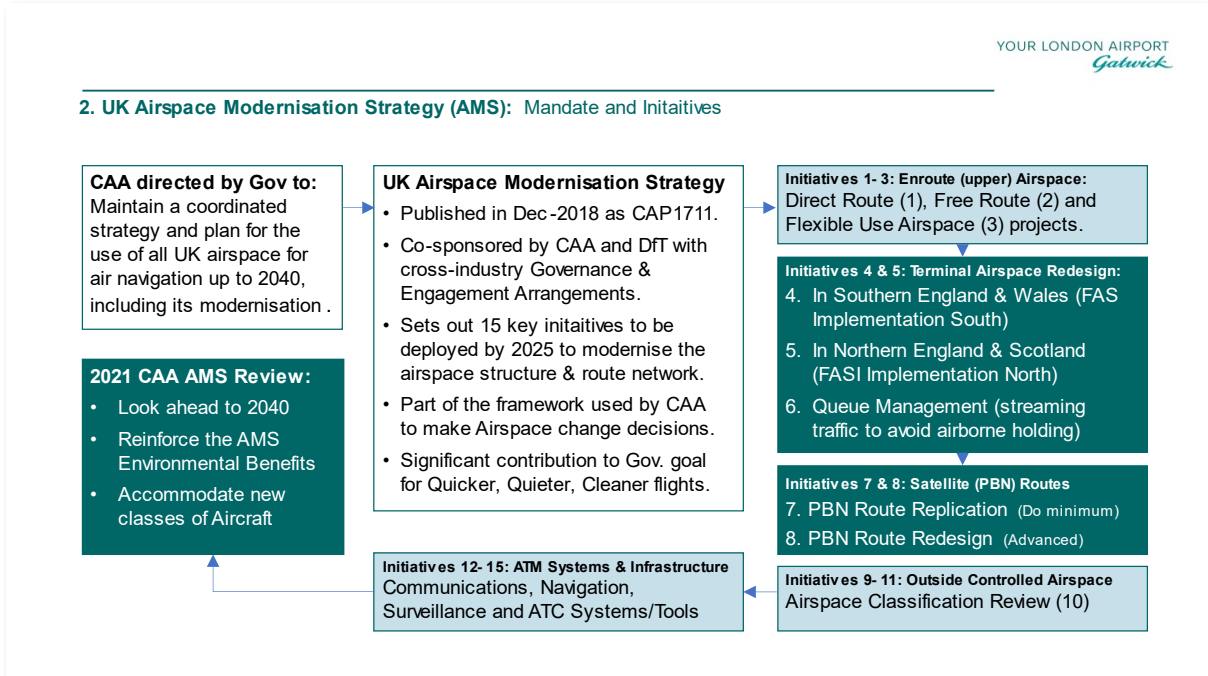 YOUR LONDON AIRPORT
Gatwick
2. UK Airspace Modernisation Strategy (AMS): Mandate and Initaitives
CAA directed by Gov to:
Maintain a coordinated
strategy and plan for the
use of all UK airspace for
air navigation up to 2040,
including its modernisation .
UK Airspace Modernisation Strategy
• Published in Dec-2018 as CAP1711.
• Co-sponsored by CAA and DfT with
cross-industry Governance &
Engagement Arrangements.
• Sets out 15 key initaitives to be
deployed by 2025 to modernise the
airspace structure & route network.
• Part of the framework used by CAA
to make Airspace change decisions.
• Significant contribution to Gov. goal
for Quicker, Quieter, Cleaner flights.
Initiatives 1- 3: Enroute (upper) Airspace:
Direct Route (1), Free Route (2) and
Flexible Use Airspace (3) projects.
Initiatives 4 & 5: Terminal Airspace Redesign:
4. In Southern England & Wales (FAS
Implementation South)
5. In Northern England & Scotland
(FASI Implementation North)
6. Queue Management (streaming
traffic to avoid airborne holding)
Initiatives 7 & 8: Satellite (PBN) Routes
7. PBN Route Replication (Do minimum)
8. PBN Route Redesign (Advanced)
Initiatives 9- 11: Outside Controlled Airspace
Airspace Classification Review (10)
Initiatives 12- 15: ATM Systems & Infrastructure
Communications, Navigation,
Surveillance and ATC Systems/Tools
2021 CAA AMS Review:
• Look ahead to 2040
• Reinforce the AMS
Environmental Benefits
• Accommodate new
classes of Aircraft